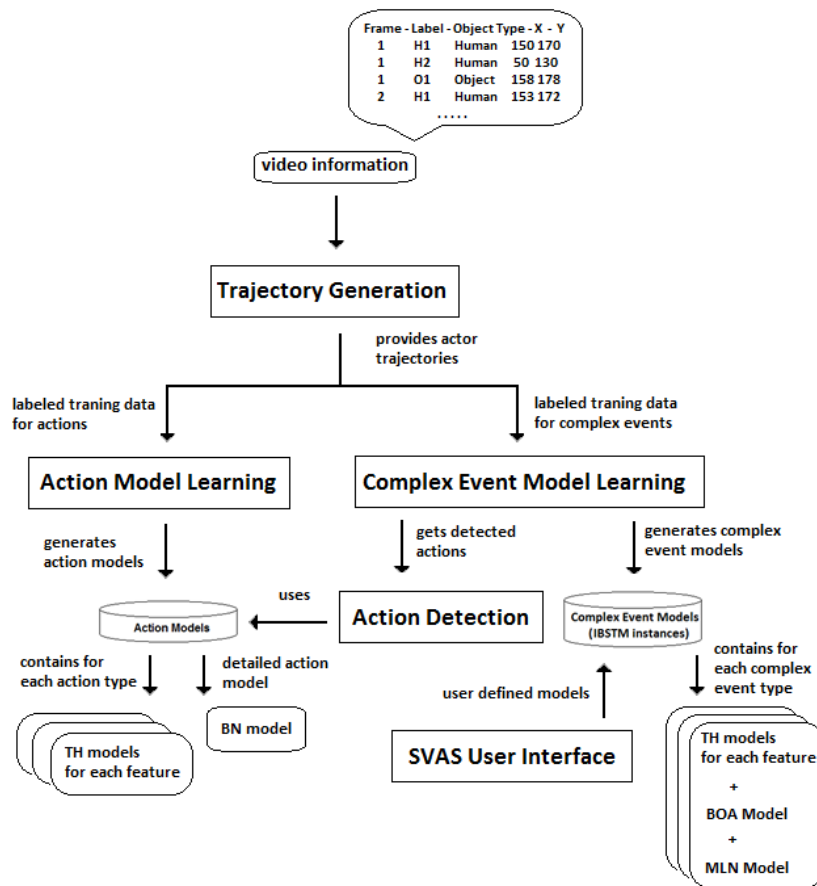 Frame - Label - Object Type - X - Y
1 H1 Human 150 170
1 H2 Human 50 130
1 O1 Object 158 178
2 H1 Human 153 172
.....
video information
Trajectory Generation
provides actor
trajectories
labeled traning data
for actions
labeled traning data
for complex events
Action Model Learning
Complex Event Model Learning
generates
action models
gets detected
actions
generates complex
event models
uses
Action Detection
Action Models
Complex Event Models
(IBSTM instances)
contains for
each action type
detailed action
model
user defined models
contains for
each complex
event type
TH models
for each feature
BN model
SVAS User Interface
TH models
for each feature
+
BOA Model
+
MLN Model